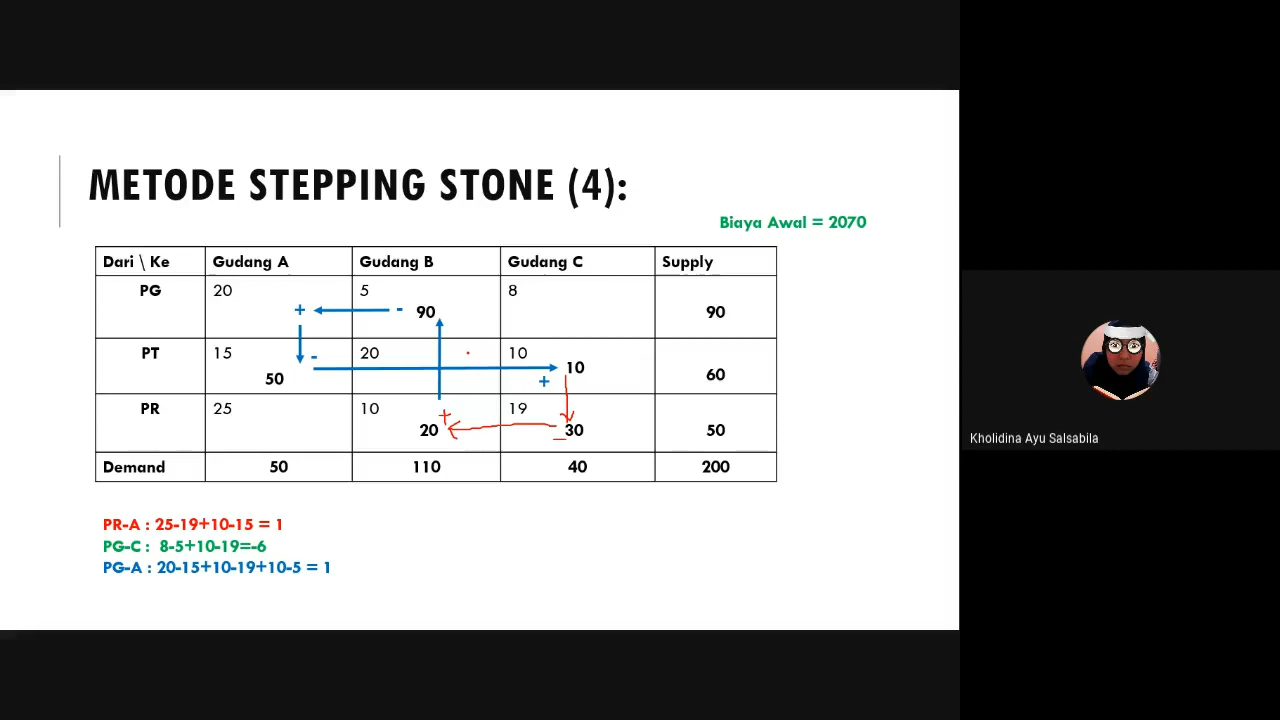 METODE STEPPING STONE (4):
Biaya Awal = 2070
Dari \ Ke Gudang A Gudang B Gudang C Supply
PG 20 + 5 - 90 8 90
PT 15 - 50 20 10 + 10 60
PR 25 10 + 20 19 - 30 50
Demand 50 110 40 200
PR-A : 25-19+10-15 = 1
PG-C : 8-5+10-19=-6
PG-A : 20-15+10-19+10-5 = 1
Kholidina Ayu Salsabila